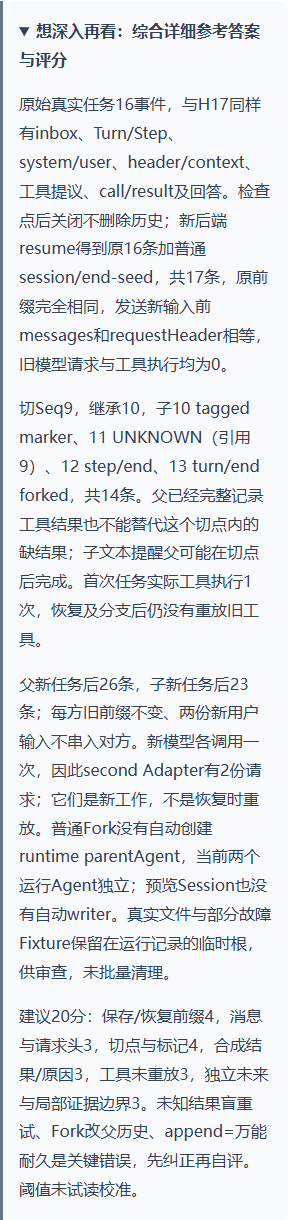 ▼ 想深入再看：综合详细参考答案
与评分
原始真实任务16事件，与H17同样
有inbox、Turn/Step、
system/user、header/context、
工具提议、call/result及回答。检查
点后关闭不删除历史；新后端
resume得到原16条加普通
session/end-seed，共17条，原前
缀完全相同，发送新输入前
messages和requestHeader相等，
旧模型请求与工具执行均为0。
切Seq9，继承10，子10 tagged
marker、11 UNKNOWN（引用
9）、12 step/end、13 turn/end
forked，共14条。父已经完整记录
工具结果也不能替代这个切点内的
缺结果；子文本提醒父可能在切点
后完成。首次任务实际工具执行1
次，恢复及分支后仍没有重放旧工
具。
父新任务后26条，子新任务后23
条；每方旧前缀不变、两份新用户
输入不串入对方。新模型各调用一
次，因此second Adapter有2份请
求；它们是新工作，不是恢复时重
放。普通Fork没有自动创建
runtime parentAgent，当前两个
运行Agent独立；预览Session也没
有自动writer。真实文件与部分故障
Fixture保留在运行记录的临时根，
供审查，未批量清理。
建议20分：保存/恢复前缀4，消息
与请求头3，切点与标记4，合成结
果/原因3，工具未重放3，独立未来
与局部证据边界3。未知结果盲重
试、Fork改父历史、append=万能
耐久是关键错误，先纠正再自评。
阈值未试读校准。